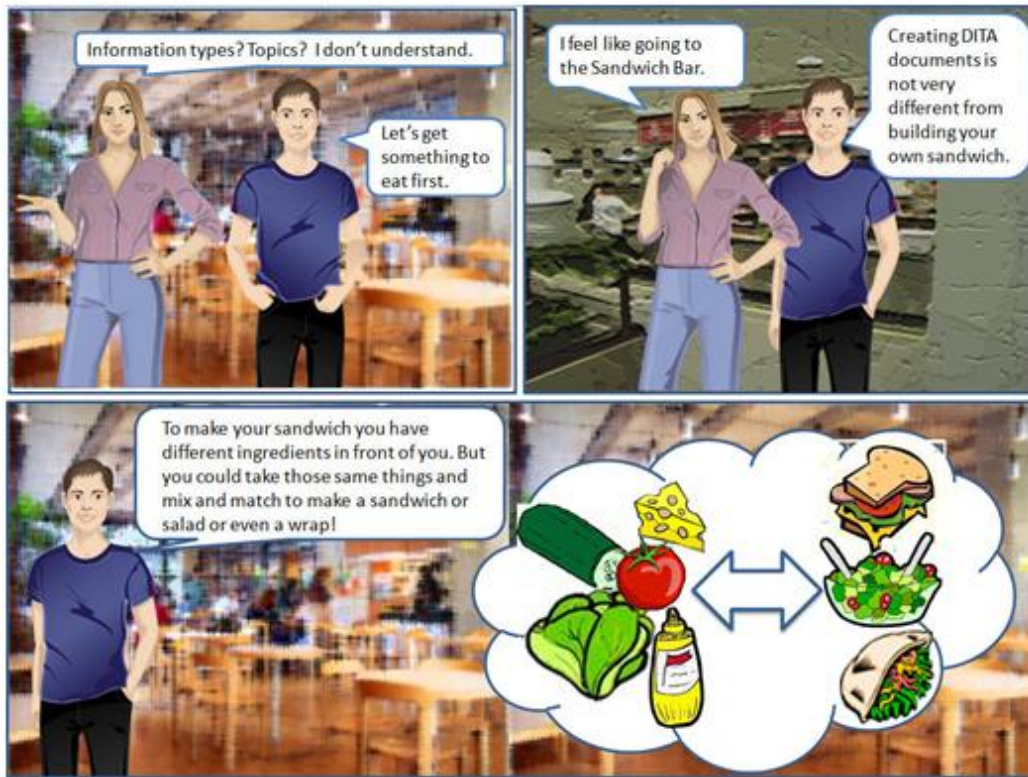 Information types? Topics? I don't understand.
Let's get
something to
eat first.
I feel like going to
the Sandwich Bar.
Creating DITA
documents is
not very
different from
building your
own sandwich.
To make your sandwich you have
different ingredients in front of you. But
you could take those same things and
mix and match to make a sandwich or
salad or even a wrap!